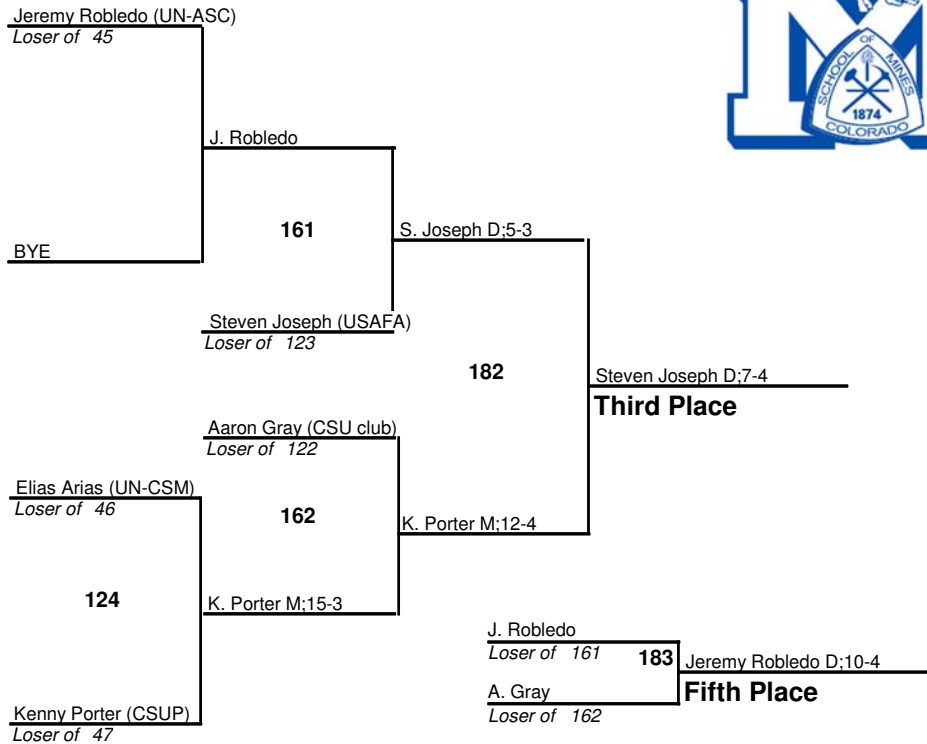 Jeremy Robledo (UN-ASC)
Loser of 45
J. Robledo
161
S. Joseph D;5-3
BYE
Steven Joseph (USAFA)
Loser of 123
182
Steven Joseph D;7-4
Third Place
Aaron Gray (CSU club)
Loser of 122
Elias Arias (UN-CSM)
Loser of 46
162
K. Porter M;12-4
124
K. Porter M;15-3
J. Robledo
Loser of 161
183
Jeremy Robledo D;10-4
Fifth Place
A. Gray
Loser of 162
Kenny Porter (CSUP)
Loser of 47
SCHOOL OF MINES
1874
COLORADO